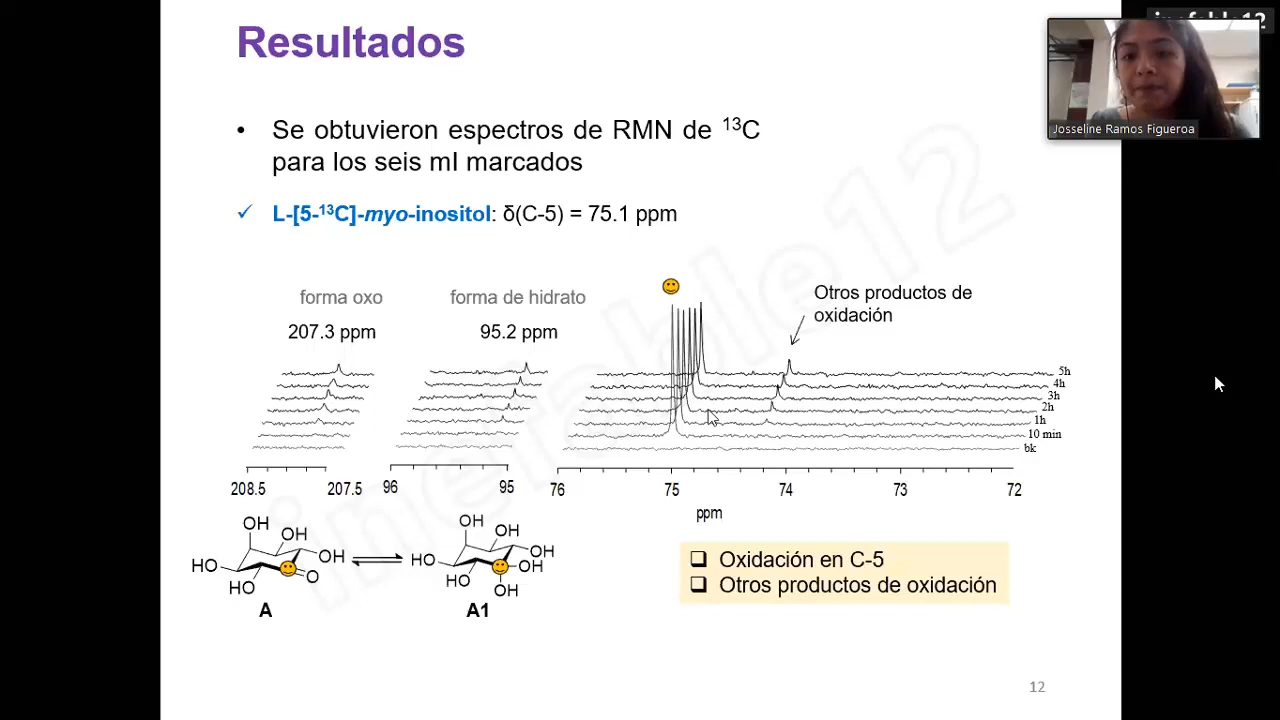 Resultados
inefable12
Josseline Ramos Figueroa
• Se obtuvieron espectros de RMN de ¹³C
para los seis mI marcados
✓ L-[5-¹³C]-myo-inositol: δ(C-5) = 75.1 ppm
forma oxo
207.3 ppm
forma de hidrato
95.2 ppm
Otros productos de
oxidación
5h
4h
3h
2h
1h
10 min
bk
208.5 207.5 96 95 76 75 74 73 72
ppm
OH
OH
OH
HO
HO
O
A
OH
OH
OH
HO
OH
HO
OH
A1
❑ Oxidación en C-5
❑ Otros productos de oxidación
inefable12
12